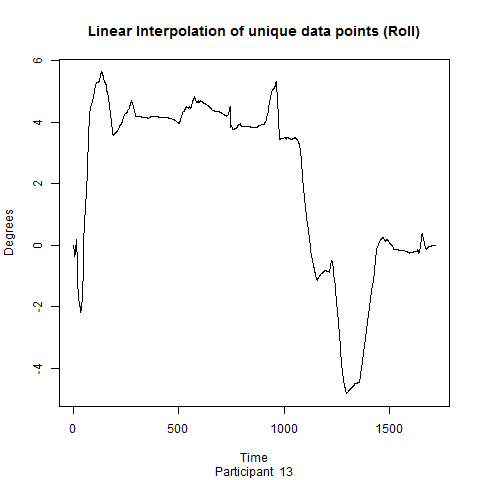 Linear Interpolation of unique data points (Roll)
Degrees
6
4
2
0
-2
-4
0 500 1000 1500
Time
Participant 13